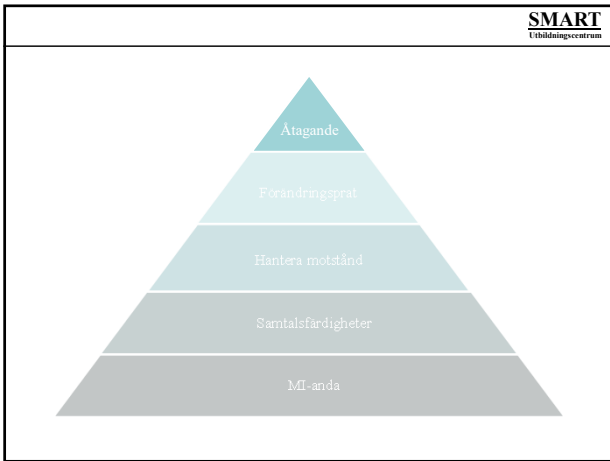 SMART
Utbildningscentrum
Åtagande
Förändringsprat
Hantera motstånd
Samtalsfärdigheter
MI-anda